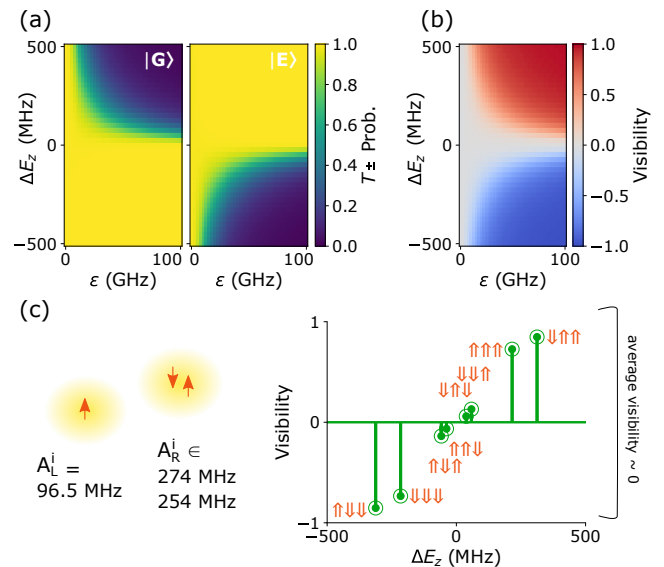 (a)
(b)
500
0
−500
ΔE_z (MHz)
|G⟩
|E⟩
0
100
0
100
ε (GHz)
ε (GHz)
1.0
0.8
0.6
0.4
0.2
0.0
T± Prob.
500
0
−500
ΔE_z (MHz)
0
100
ε (GHz)
1.0
0.5
0.0
−0.5
−1.0
Visibility
(c)
A_L^i =
96.5 MHz
A_R^i ∈
274 MHz
254 MHz
1
0
−1
Visibility
⇑⇑⇑
⇓⇑⇑
⇓⇓⇑
⇓⇑⇓
⇑⇑⇓
⇑⇓⇑
⇑⇓⇓
⇓⇓⇓
−500
0
500
ΔE_z (MHz)
average visibility ~ 0